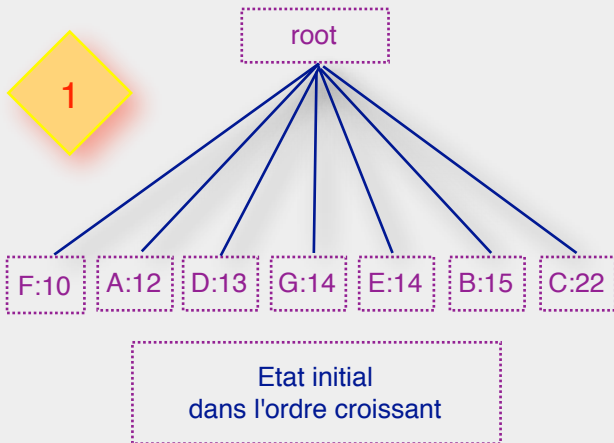 root
1
F:10 A:12 D:13 G:14 E:14 B:15 C:22
Etat initial
dans l'ordre croissant